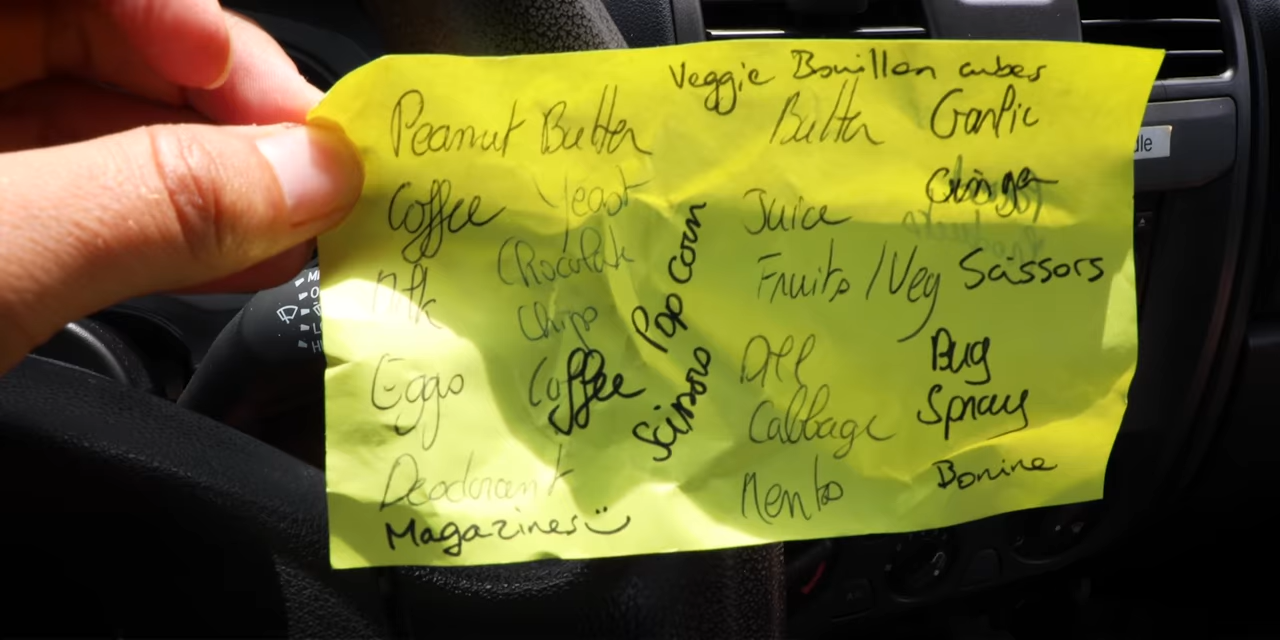 Veggie Bouillon cubes
Peanut Butter
Butter
Garlic
Coffee
Yeast
Juice
Ginger
Chocolate
Chips
Pop corn
Fruits / Veg
Scissors
Milk
Eggs
Coffee
Scissors
Dill
Bug
Spray
Cabbage
Deodorant
Mento
Bonine
Magazines